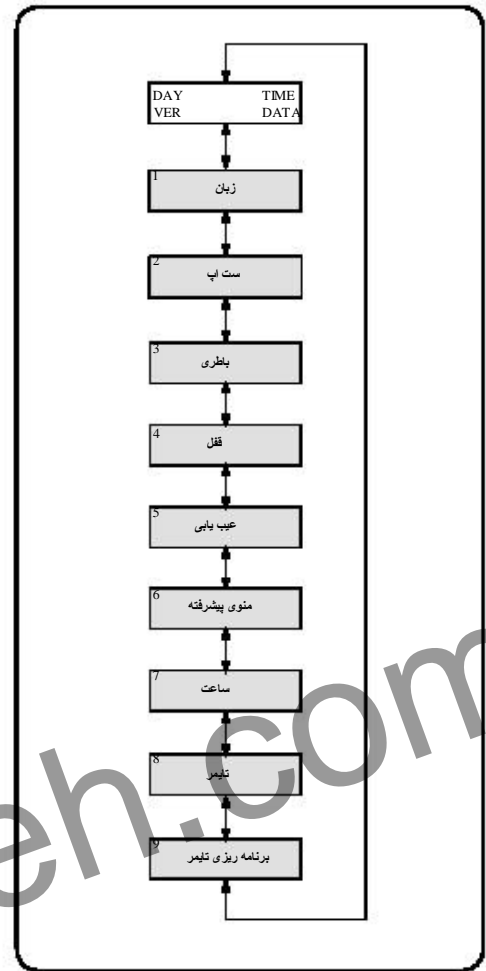 DAY TIME
VER DATA
1
زبان
2
ست اپ
3
باطری
4
قفل
5
عیب یابی
6
منوی پیشرفته
7
ساعت
8
تایمر
9
برنامه ریزی تایمر
eh.com